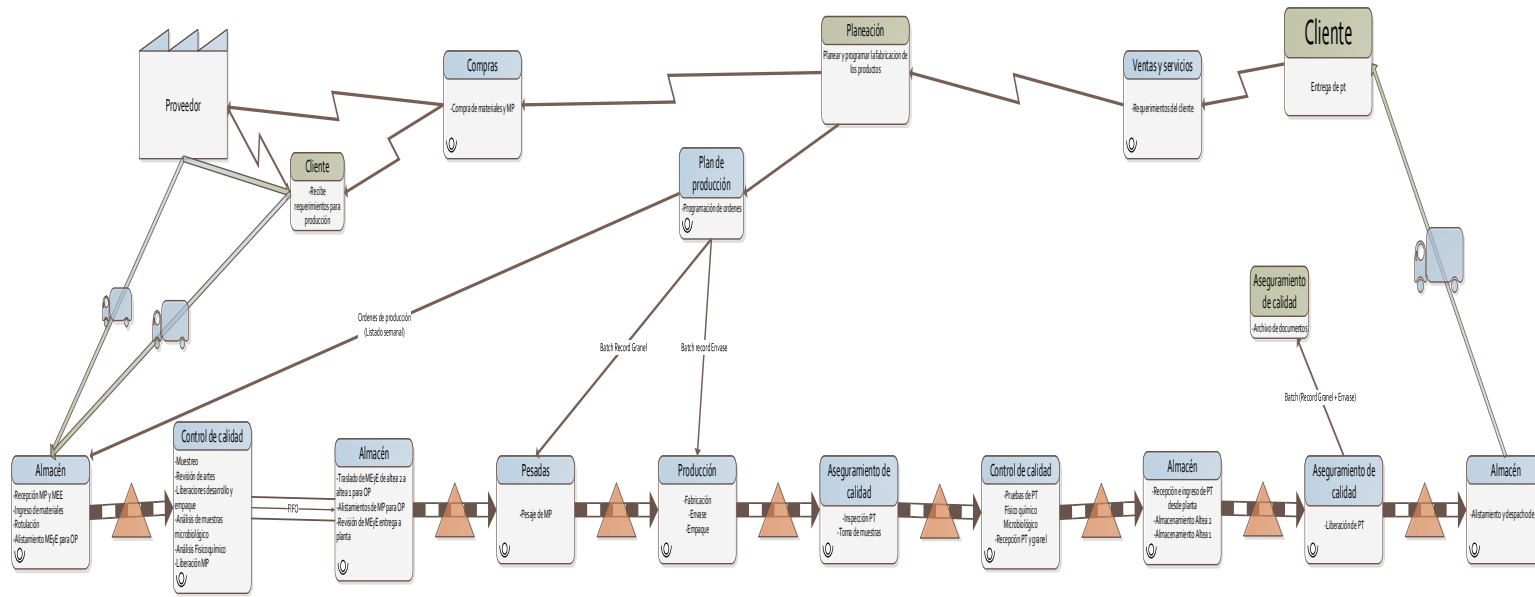 Proveedor
Cliente
-Recibe
requerimientos para
producción
Compras
-Compra de materiales y MP
Planeación
Planear y programar la fabricacion de
los productos
Plan de
producción
-Programación de ordenes
Ventas y servicios
-Requerimientos del cliente
Cliente
Entrega de pt
Ordenes de producción
(Listado semanal)
Batch Record Granel
Batch record Envase
Aseguramiento
de calidad
-Archivo de documentos
Batch (Record Granel + Envase)
Almacén
-Recepción MP y MEE
-Ingreso de materiales
-Rotulación
-Alistamiento MEyE para OP
Control de calidad
-Muestreo
-Revisión de artes
-Liberaciones desarrollo y
empaque
-Análisis de muestras
microbiológico
-Análisis Fisicoquímico
-Liberación MP
FIFO
Almacén
-Traslado de MEyE de altea 2 a
altea 1 para OP
-Alistamientos de MP para OP
-Revisión de MEyE entrega a
planta
Pesadas
-Pesaje de MP
Producción
-Fabricación
-Envase
-Empaque
Aseguramiento de
calidad
-Inspección PT
-Toma de muestras
Control de calidad
-Pruebas de PT
Físico químico
Microbiológico
-Recepción PT y granel
Almacén
-Recepción e ingreso de PT
desde planta
-Almacenamiento Altea 2
-Almacenamiento Altea 1
Aseguramiento de
calidad
-Liberación de PT
Almacén
-Alistamiento y despacho de